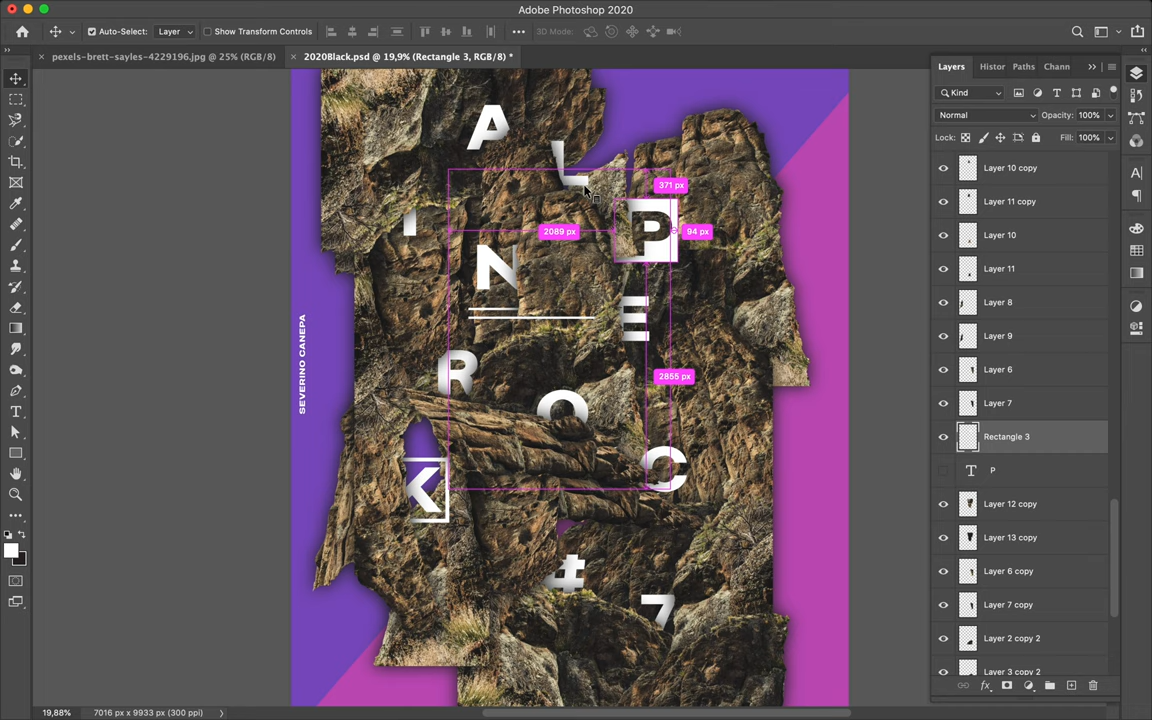 Adobe Photoshop 2020
Auto-Select: Layer Show Transform Controls 3D Mode:
pexels-brett-sayles-4229196.jpg @ 25% (RGB/8) 2020Black.psd @ 19,9% (Rectangle 3, RGB/8) *
Layers Histor Paths Chann
Kind
Normal Opacity: 100%
Lock: Fill: 100%
Layer 10 copy
Layer 11 copy
Layer 10
Layer 11
Layer 8
Layer 9
Layer 6
Layer 7
Rectangle 3
P
Layer 12 copy
Layer 13 copy
Layer 6 copy
Layer 7 copy
Layer 2 copy 2
Layer 3 copy 2
A
L
371 px
I
P
2089 px
94 px
N
E
SEVERINO CANEPA
R
2855 px
O
C
K
#
7
19,88% 7016 px x 9933 px (300 ppi)